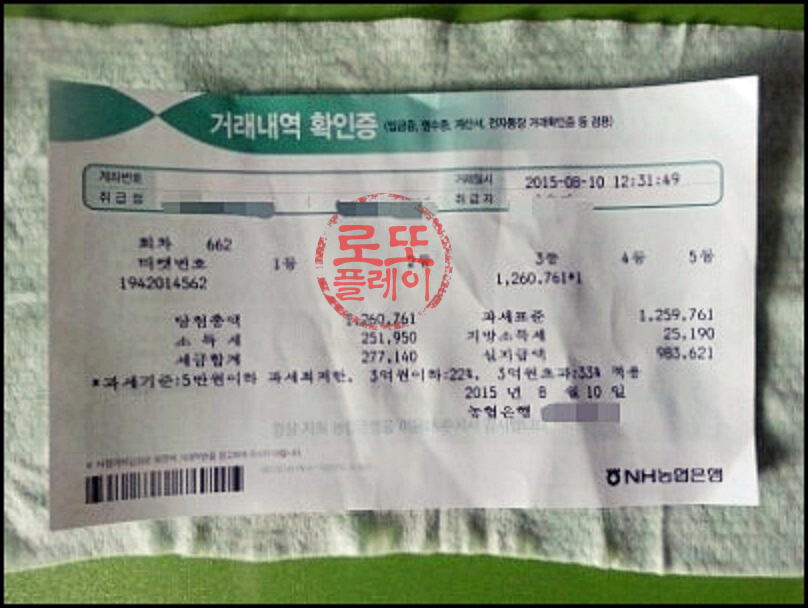 거래내역 확인증 (입금증, 영수증, 계산서, 전자통장 거래확인증 등 겸용)
계좌번호 거래일시 2015-08-10 12:31:49
취급점 취급자
회차 662
티켓번호 1등 3등 4등 5등
1942014562 1,260,761*1
로또
플레이
당첨총액 1,260,761 과세표준 1,259,761
소득세 251,950 지방소득세 25,190
세금합계 277,140 실지급액 983,621
*과세기준:5만원이하 과세최저한, 3억원이하:22%, 3억원초과:33% 적용
2015 년 8 월 10 일
농협은행
NH농협은행